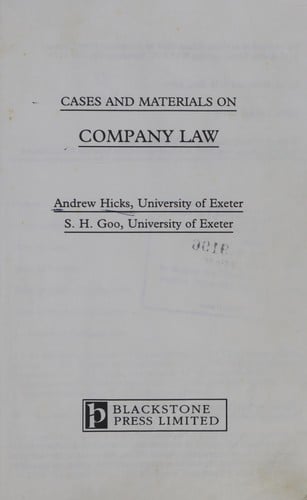 CASES AND MATERIALS ON
COMPANY LAW
Andrew Hicks, University of Exeter
S. H. Goo, University of Exeter
BLACKSTONE
PRESS LIMITED